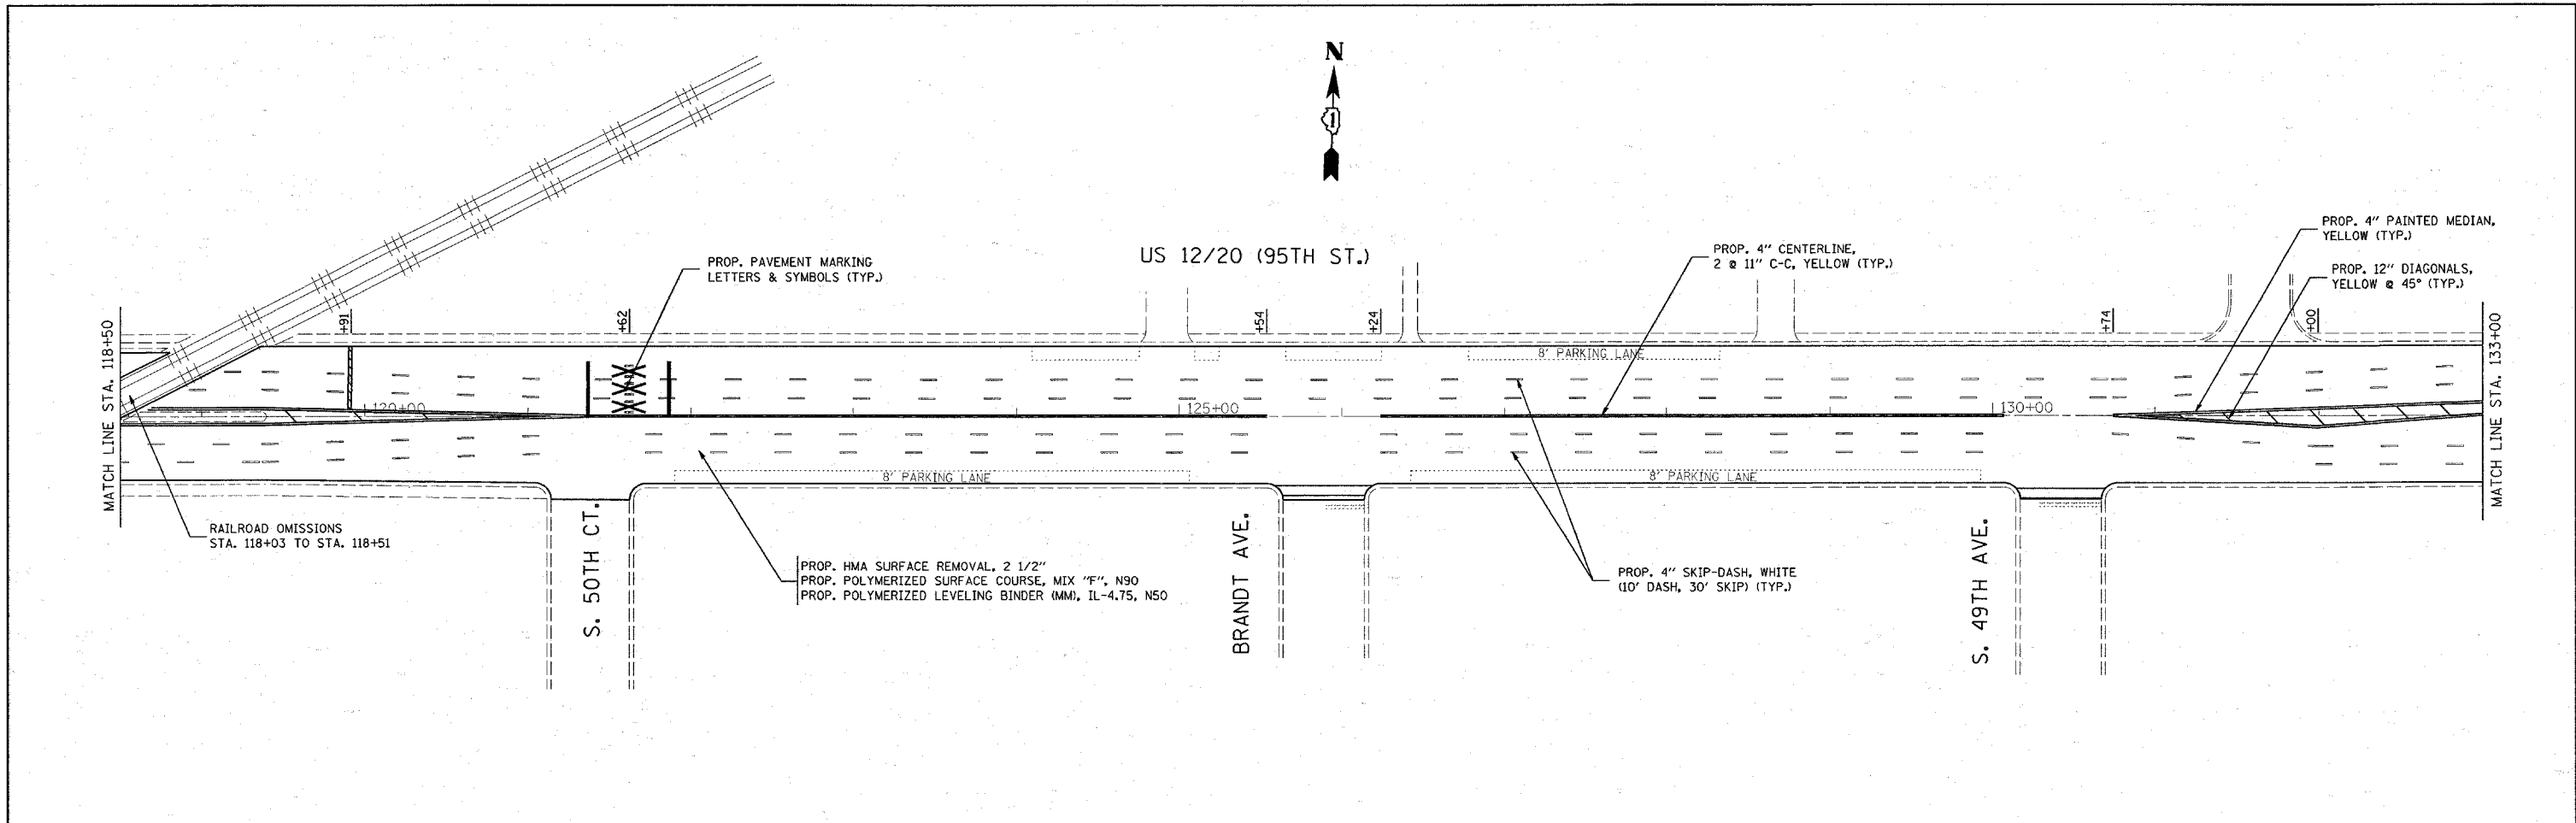 N
1
US 12/20 (95TH ST.)
PROP. PAVEMENT MARKING
LETTERS & SYMBOLS (TYP.)
PROP. 4" CENTERLINE,
2 @ 11" C-C, YELLOW (TYP.)
PROP. 4" PAINTED MEDIAN,
YELLOW (TYP.)
PROP. 12" DIAGONALS,
YELLOW @ 45° (TYP.)
+91
+62
+54
+24
+74
+00
MATCH LINE STA. 118+50
MATCH LINE STA. 133+00
8' PARKING LANE
120+00
125+00
130+00
8' PARKING LANE
8' PARKING LANE
RAILROAD OMISSIONS
STA. 118+03 TO STA. 118+51
S. 50TH CT.
PROP. HMA SURFACE REMOVAL, 2 1/2"
PROP. POLYMERIZED SURFACE COURSE, MIX "F", N90
PROP. POLYMERIZED LEVELING BINDER (MM), IL-4.75, N50
BRANDT AVE.
PROP. 4" SKIP-DASH, WHITE
(10' DASH, 30' SKIP) (TYP.)
S. 49TH AVE.